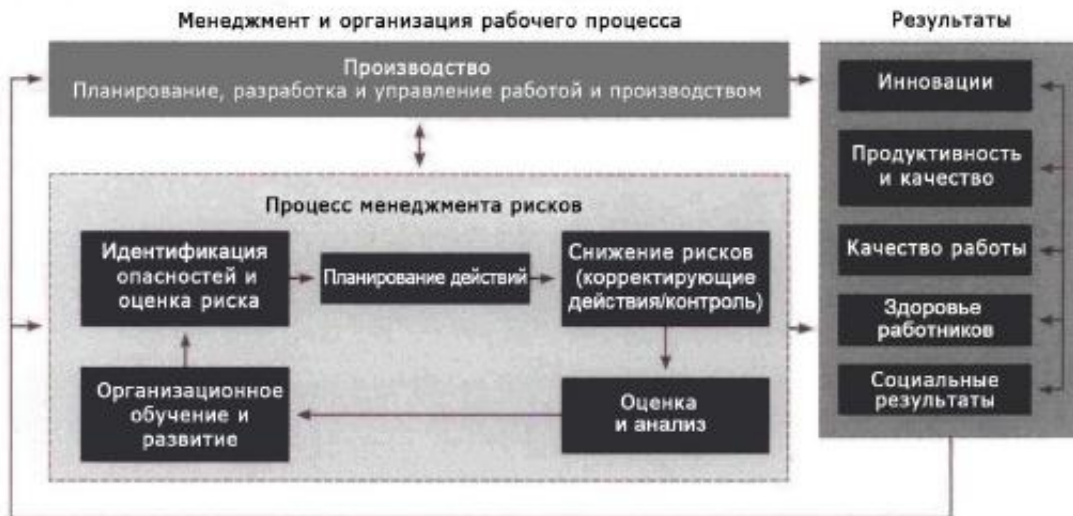 Менеджмент и организация рабочего процесса
Результаты
Производство
Планирование, разработка и управление работой и производством
Процесс менеджмента рисков
Идентификация
опасностей и
оценка риска
Планирование действий
Снижение рисков
(корректирующие
действия/контроль)
Организационное
обучение и
развитие
Оценка
и анализ
Инновации
Продуктивность
и качество
Качество работы
Здоровье
работников
Социальные
результаты